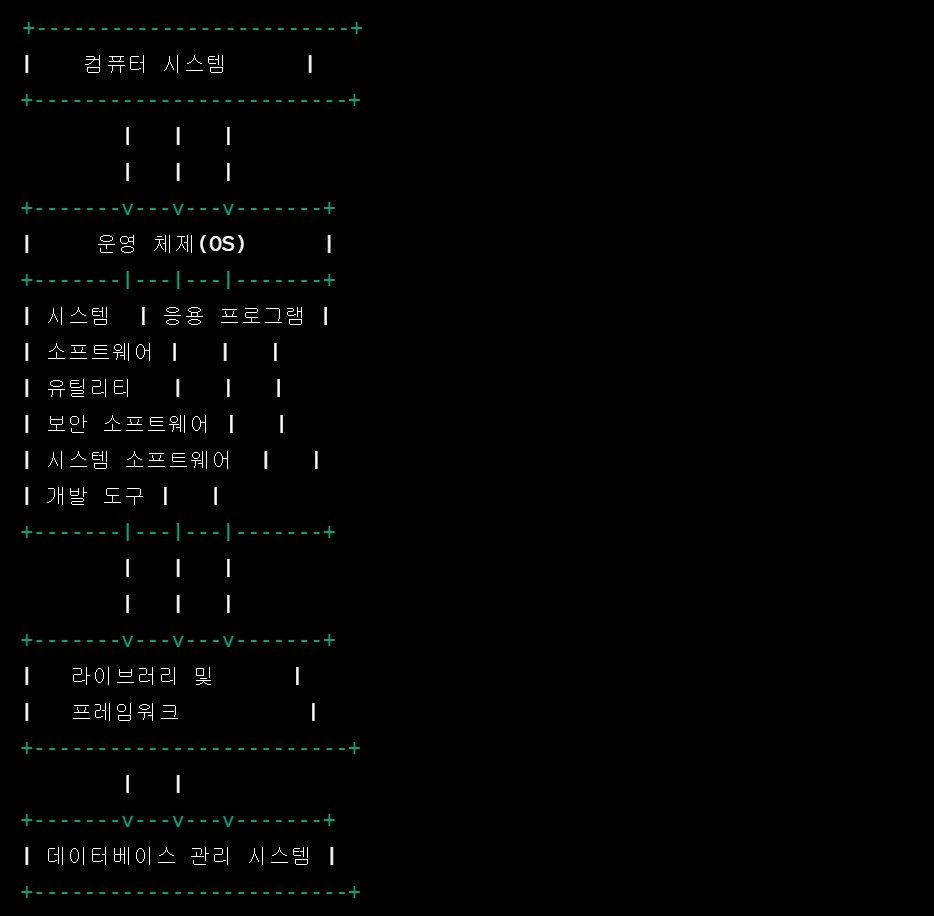 +-------------------------+
|    컴퓨터 시스템      |
+-------------------------+
        |   |   |
        |   |   |
+-------v---v---v-------+
|     운영 체제(OS)      |
+-------|---|---|-------+
| 시스템  | 응용 프로그램 |
| 소프트웨어 |   |   |
| 유틸리티   |   |   |
| 보안 소프트웨어 |   |
| 시스템 소프트웨어  |   |
| 개발 도구 |   |
+-------|---|---|-------+
        |   |   |
        |   |   |
+-------v---v---v-------+
|   라이브러리 및      |
|   프레임워크          |
+-------------------------+
        |   |
+-------v---v---v-------+
| 데이터베이스 관리 시스템 |
+-------------------------+